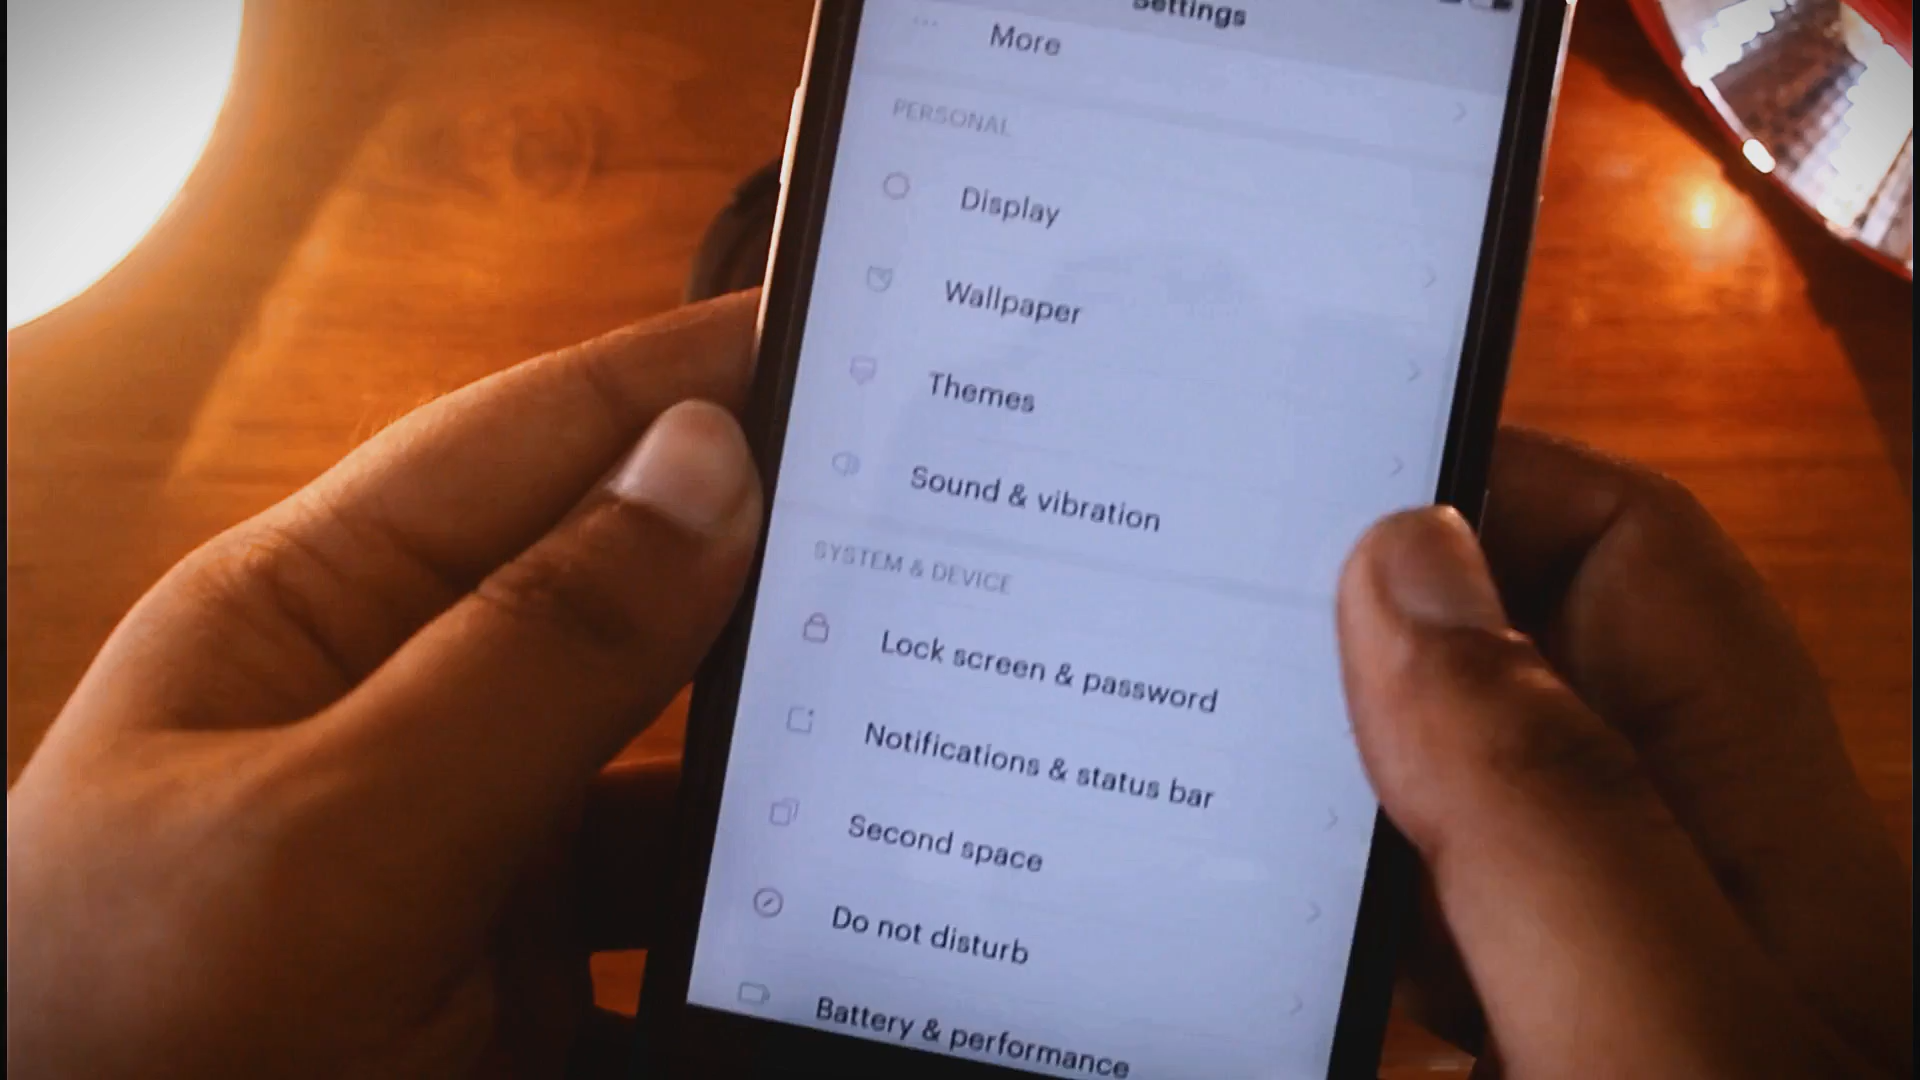 Settings
More
PERSONAL
Display
Wallpaper
Themes
Sound & vibration
SYSTEM & DEVICE
Lock screen & password
Notifications & status bar
Second space
Do not disturb
Battery & performance